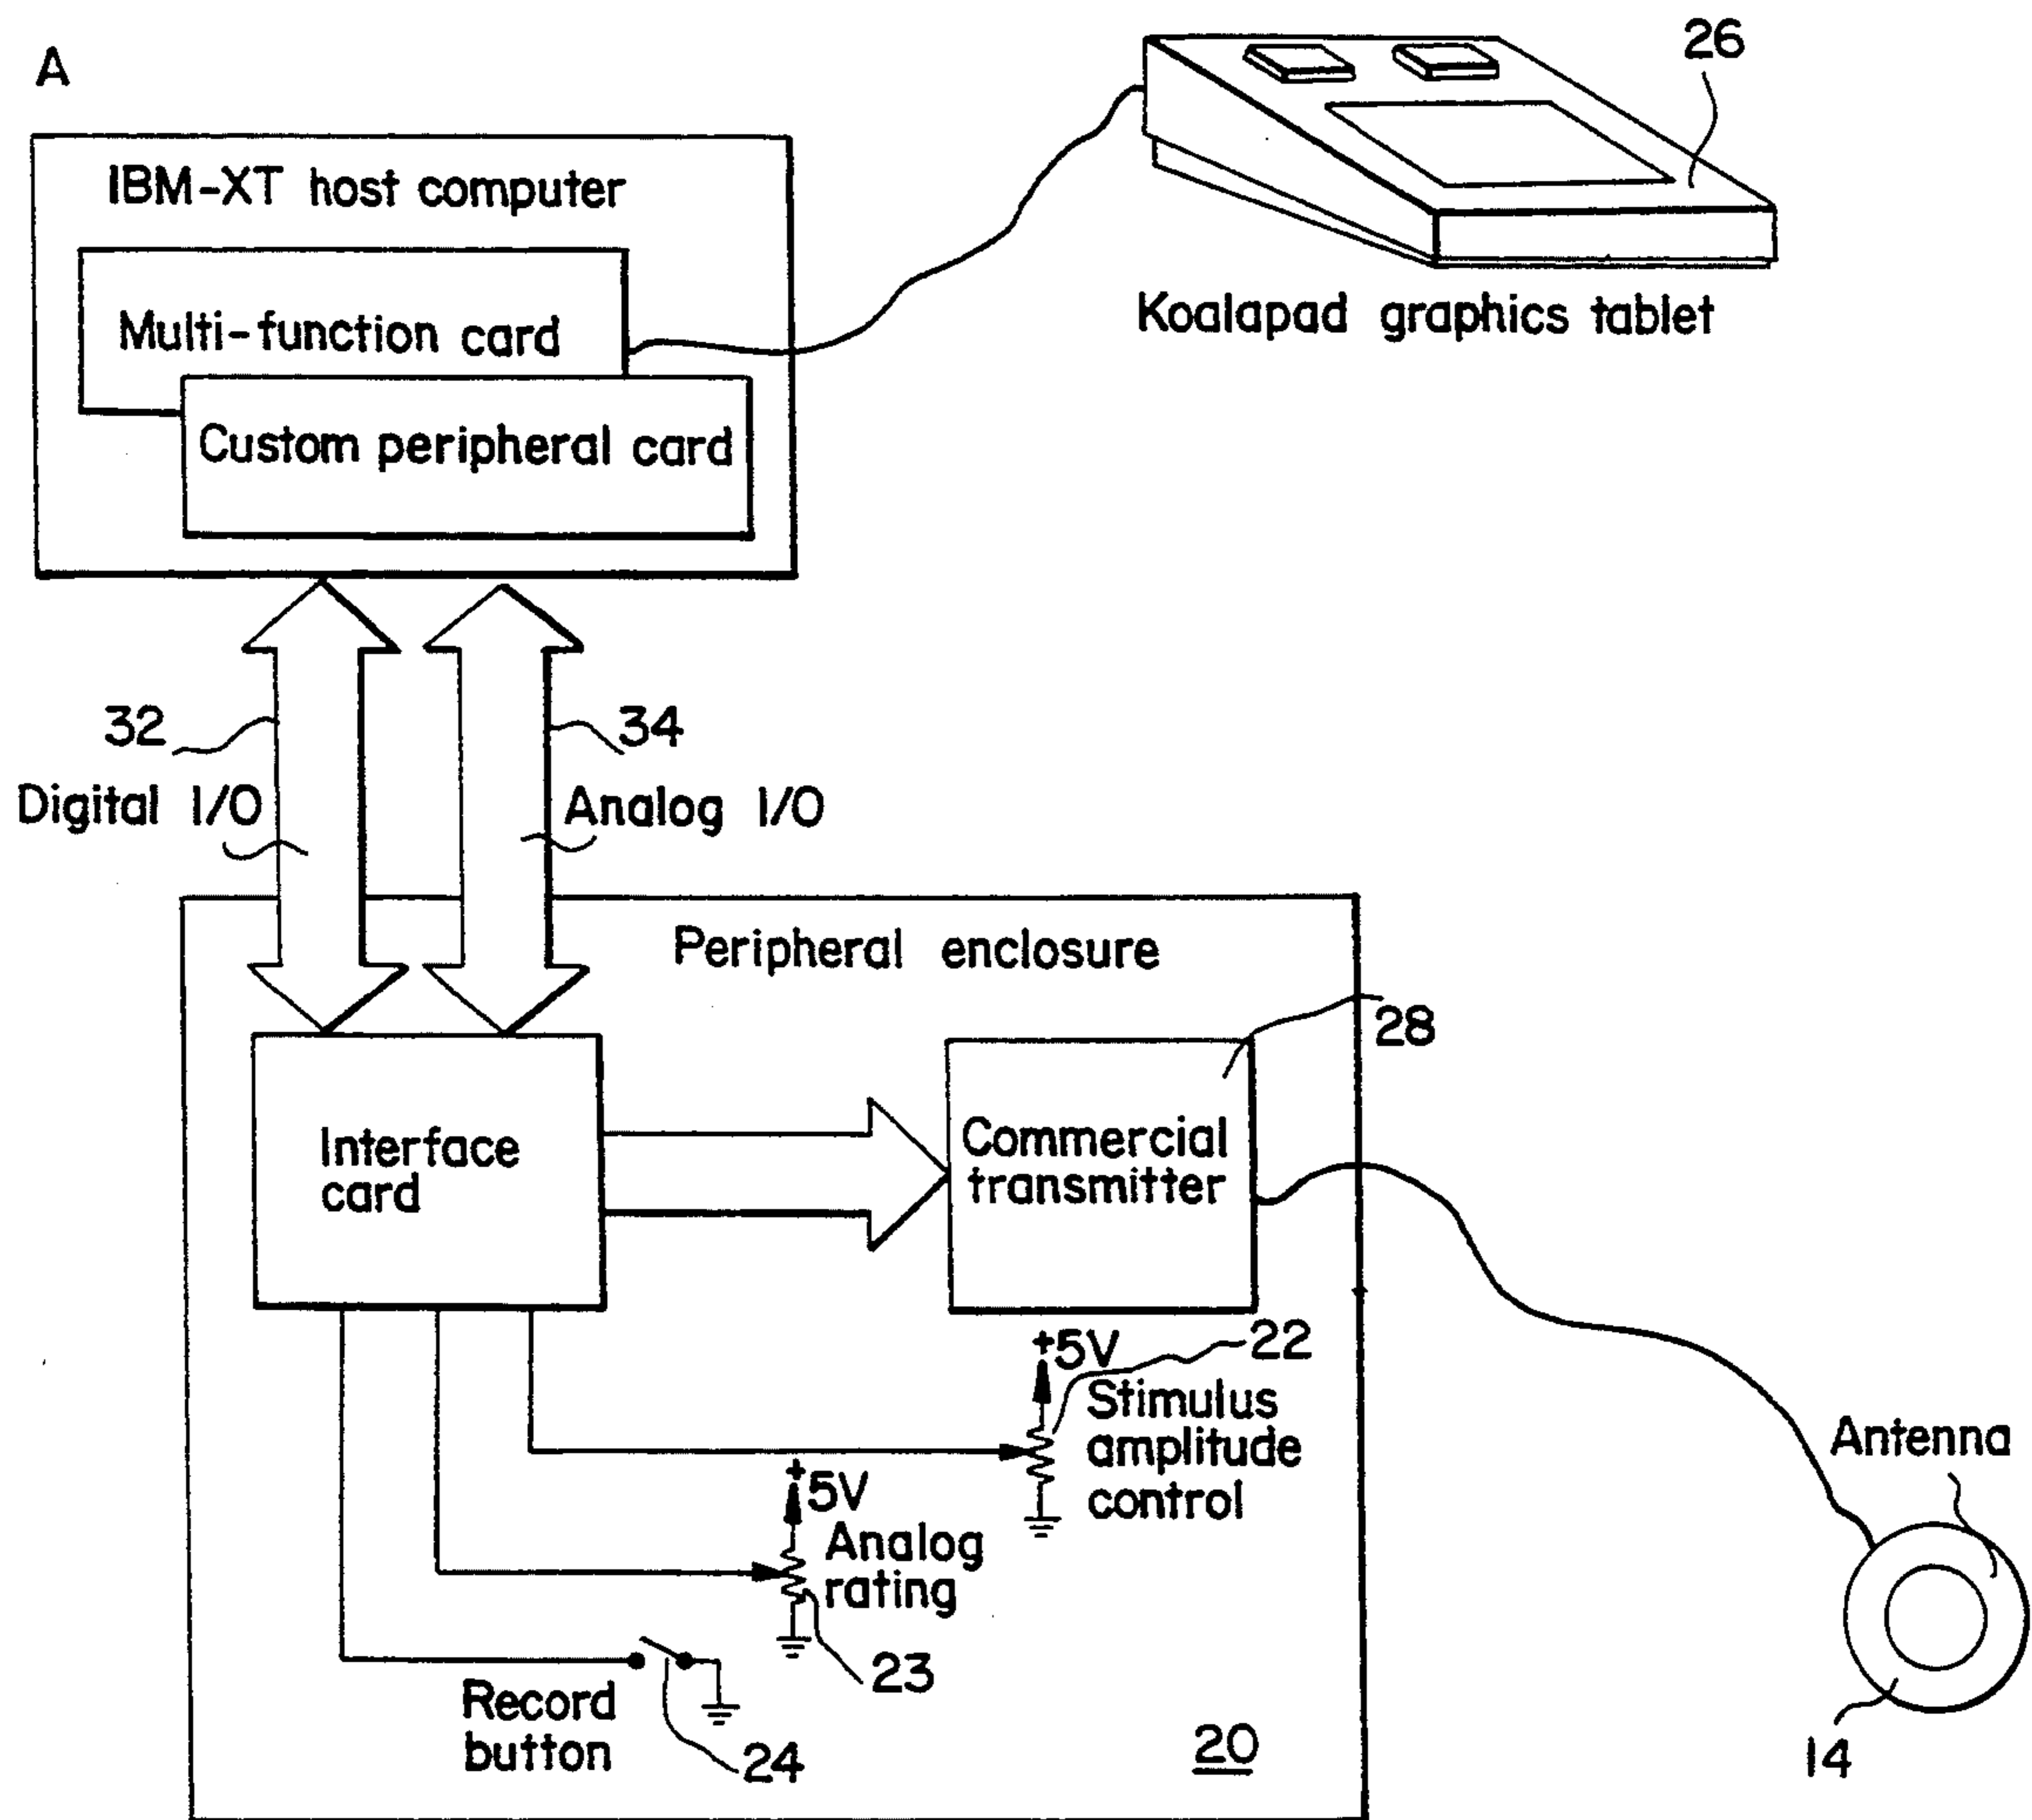 A
26
IBM-XT host computer
Multi-function card
Koalapad graphics tablet
Custom peripheral card
32
34
Digital I/O
Analog I/O
Peripheral enclosure
28
Interface
card
Commercial
transmitter
+5V
22
Stimulus
amplitude
control
Antenna
+5V
Analog
rating
23
Record
button
24
20
14